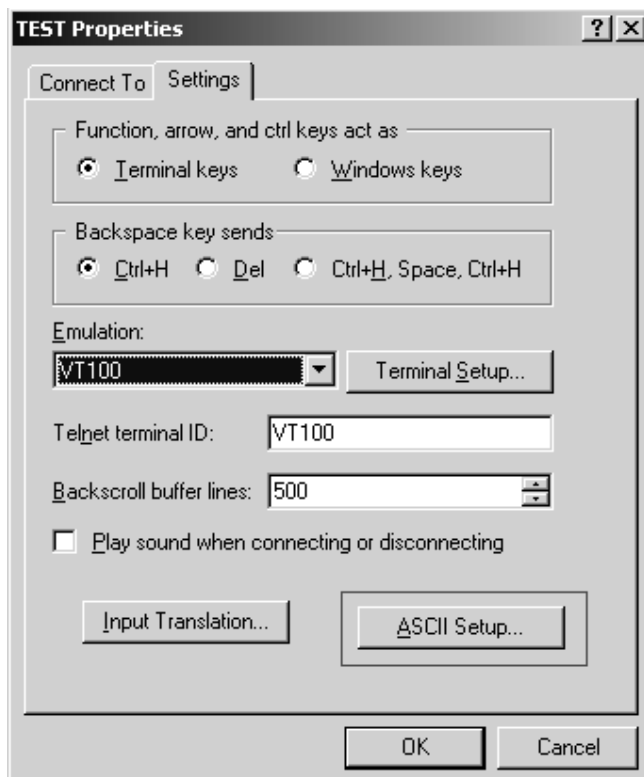 TEST Properties
Connect To Settings
Function, arrow, and ctrl keys act as
Terminal keys Windows keys
Backspace key sends
Ctrl+H Del Ctrl+H, Space, Ctrl+H
Emulation:
VT100 Terminal Setup...
Telnet terminal ID: VT100
Backscroll buffer lines: 500
Play sound when connecting or disconnecting
Input Translation... ASCII Setup...
OK Cancel